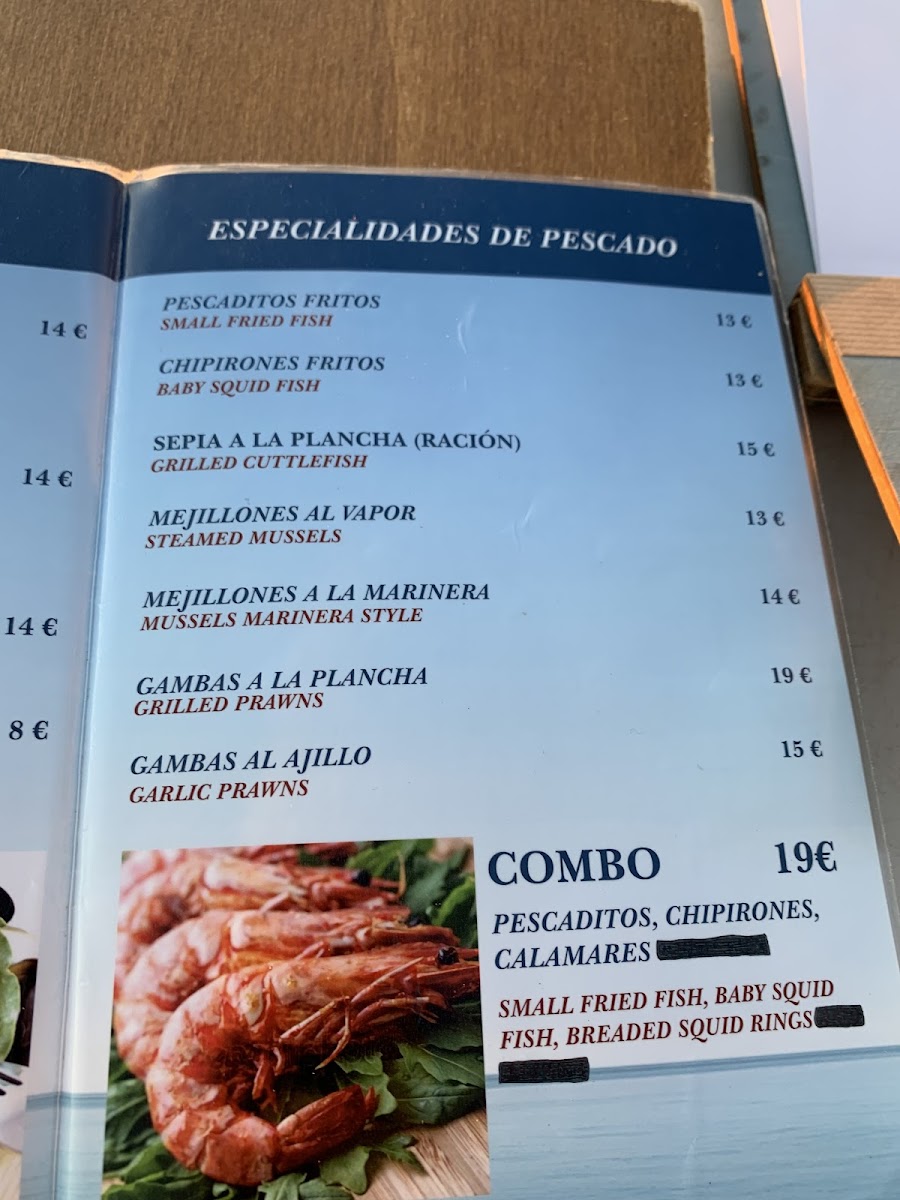 14 €
14 €
14 €
8 €
ESPECIALIDADES DE PESCADO
PESCADITOS FRITOS
SMALL FRIED FISH
13 €
CHIPIRONES FRITOS
BABY SQUID FISH
13 €
SEPIA A LA PLANCHA (RACIÓN)
GRILLED CUTTLEFISH
15 €
MEJILLONES AL VAPOR
STEAMED MUSSELS
13 €
MEJILLONES A LA MARINERA
MUSSELS MARINERA STYLE
14 €
GAMBAS A LA PLANCHA
GRILLED PRAWNS
19 €
GAMBAS AL AJILLO
GARLIC PRAWNS
15 €
COMBO 19€
PESCADITOS, CHIPIRONES,
CALAMARES
SMALL FRIED FISH, BABY SQUID
FISH, BREADED SQUID RINGS